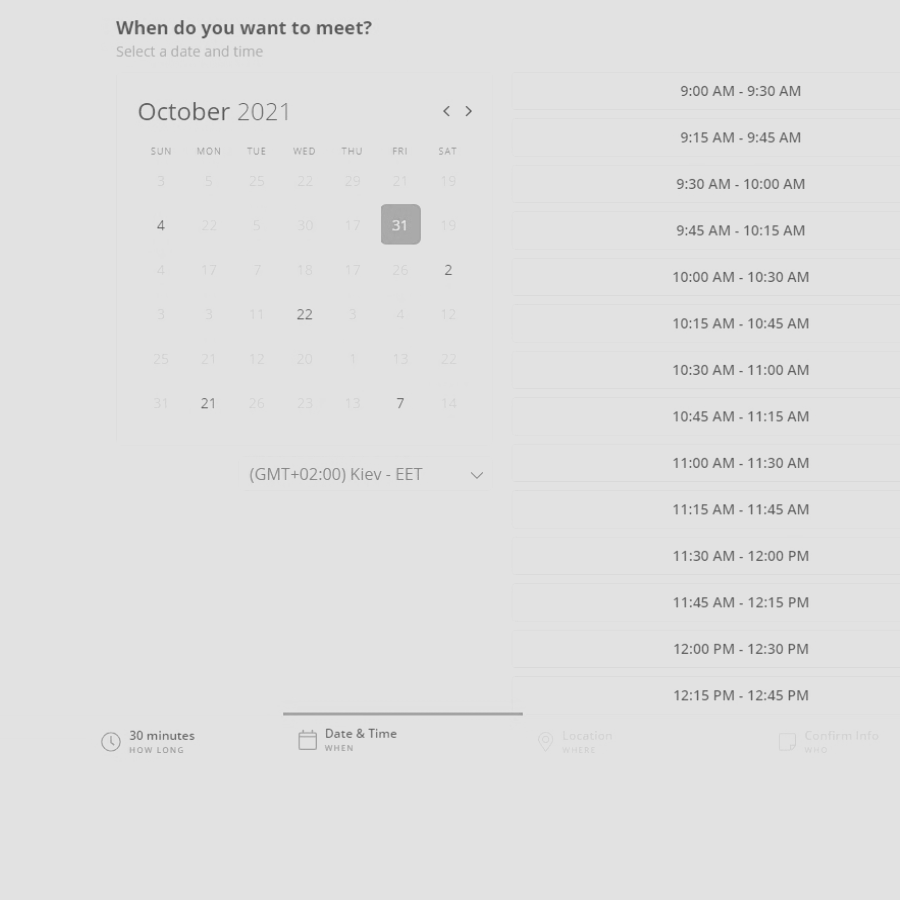 When do you want to meet?
Select a date and time
October 2021
SUN MON TUE WED THU FRI SAT
3 5 25 22 29 21 19
4 22 5 30 17 31 19
4 17 7 16 17 26 2
3 3 11 22 3 4 12
25 21 12 20 1 13 22
31 21 26 23 13 7 14
(GMT+02:00) Kiev - EET
9:00 AM - 9:30 AM
9:15 AM - 9:45 AM
9:30 AM - 10:00 AM
9:45 AM - 10:15 AM
10:00 AM - 10:30 AM
10:15 AM - 10:45 AM
10:30 AM - 11:00 AM
10:45 AM - 11:15 AM
11:00 AM - 11:30 AM
11:15 AM - 11:45 AM
11:30 AM - 12:00 PM
11:45 AM - 12:15 PM
12:00 PM - 12:30 PM
12:15 PM - 12:45 PM
30 minutes
HOW LONG
Date & Time
WHEN
Location
WHERE
Confirm Info
WHO